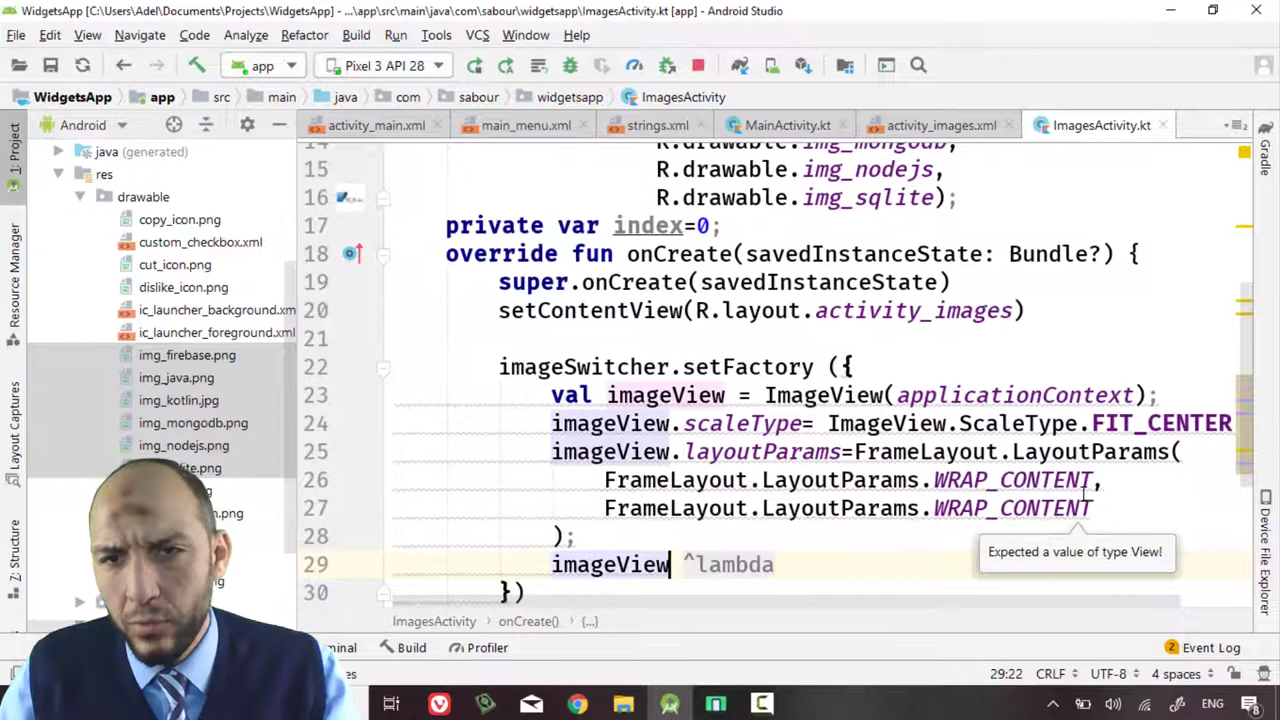 WidgetsApp [C:\Users\Adel\Documents\Projects\WidgetsApp] - ...\app\src\main\java\com\sabour\widgetsapp\ImagesActivity.kt [app] - Android Studio
File Edit View Navigate Code Analyze Refactor Build Run Tools VCS Window Help
app Pixel 3 API 28
WidgetsApp app src main java com sabour widgetsapp ImagesActivity.kt
Android
activity_main.xml main_menu.xml strings.xml MainActivity.kt activity_images.xml ImagesActivity.kt
1: Project
Resource Manager
Layout Captures
Z: Structure
java (generated)
res
drawable
copy_icon.png
custom_checkbox.xml
cut_icon.png
dislike_icon.png
ic_launcher_background.xm
ic_launcher_foreground.xml
img_firebase.png
img_java.png
img_kotlin.jpg
img_mongodb.png
img_nodejs.png
14 R.drawable.img_mongodb,
15 R.drawable.img_nodejs,
16 R.drawable.img_sqlite);
17 private var index=0;
18 override fun onCreate(savedInstanceState: Bundle?) {
19 super.onCreate(savedInstanceState)
20 setContentView(R.layout.activity_images)
21
22 imageSwitcher.setFactory ({
23 val imageView = ImageView(applicationContext);
24 imageView.scaleType= ImageView.ScaleType.FIT_CENTER
25 imageView.layoutParams=FrameLayout.LayoutParams(
26 FrameLayout.LayoutParams.WRAP_CONTENT,
27 FrameLayout.LayoutParams.WRAP_CONTENT
28 );
29 imageView ^lambda
30 })
Expected a value of type View!
Gradle
Device File Explorer
ImagesActivity onCreate() {...}
Build Profiler
2 Event Log
29:22 CRLF UTF-8 4 spaces
ENG
8